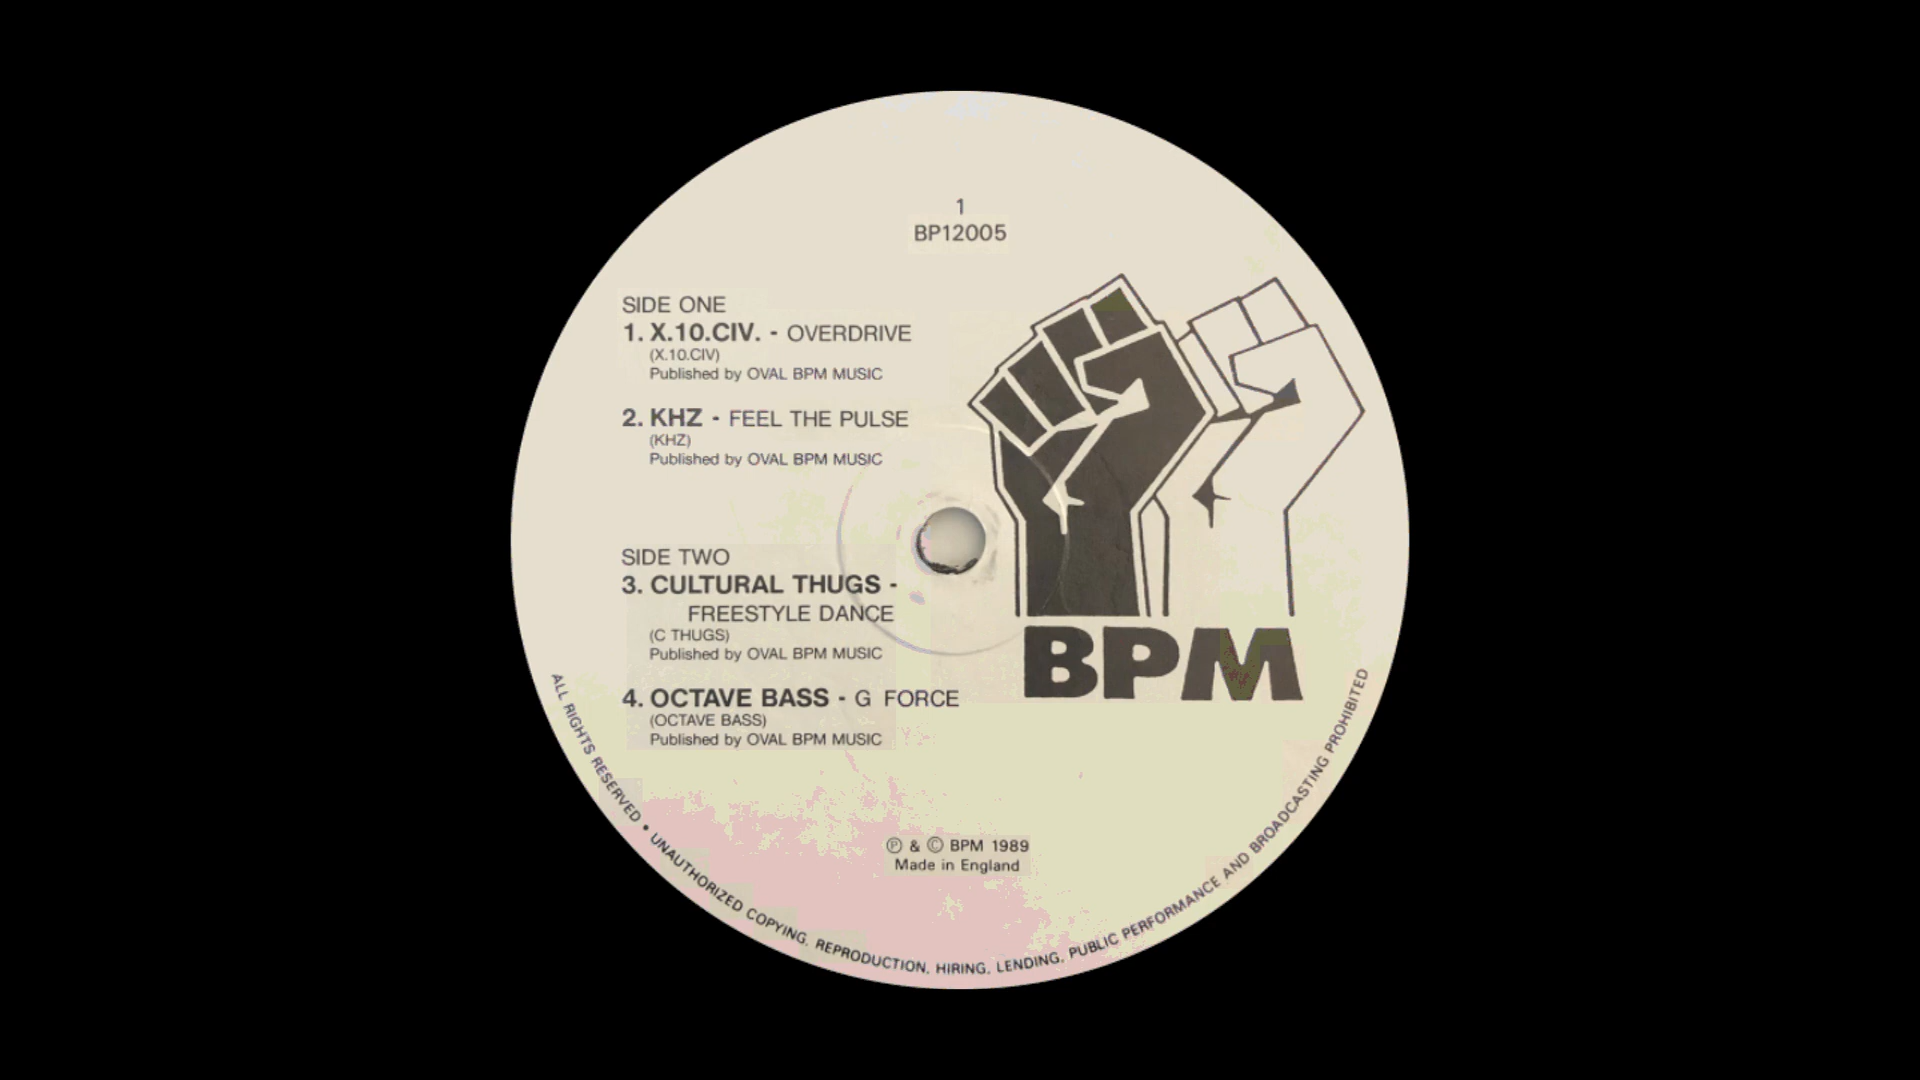 1
BP12005
SIDE ONE
1. X.10.CIV. - OVERDRIVE
(X.10.CIV)
Published by OVAL BPM MUSIC
2. KHZ - FEEL THE PULSE
(KHZ)
Published by OVAL BPM MUSIC
SIDE TWO
3. CULTURAL THUGS -
FREESTYLE DANCE
(C THUGS)
Published by OVAL BPM MUSIC
4. OCTAVE BASS - G FORCE
(OCTAVE BASS)
Published by OVAL BPM MUSIC
BPM
Ⓟ & © BPM 1989
Made in England
ALL RIGHTS RESERVED • UNAUTHORIZED COPYING, REPRODUCTION, HIRING, LENDING, PUBLIC PERFORMANCE AND BROADCASTING PROHIBITED